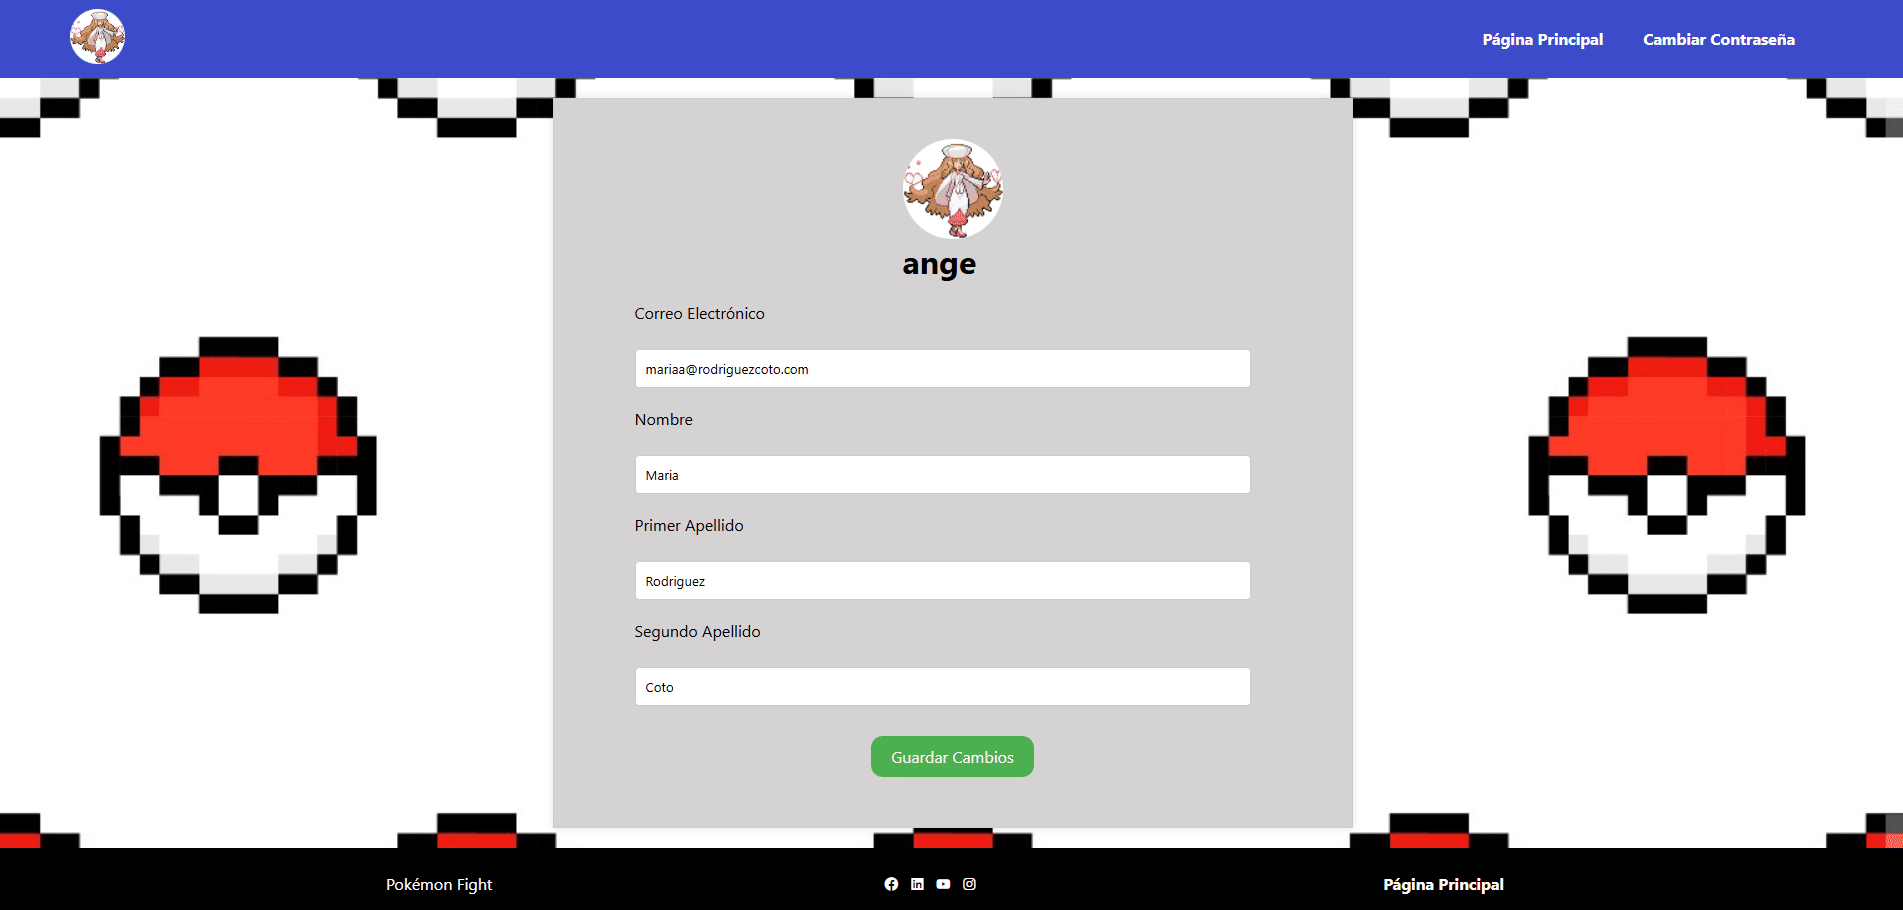 Página Principal
Cambiar Contraseña
ange
Correo Electrónico
mariaa@rodriguezcoto.com
Nombre
Maria
Primer Apellido
Rodriguez
Segundo Apellido
Coto
Guardar Cambios
Pokémon Fight
Página Principal